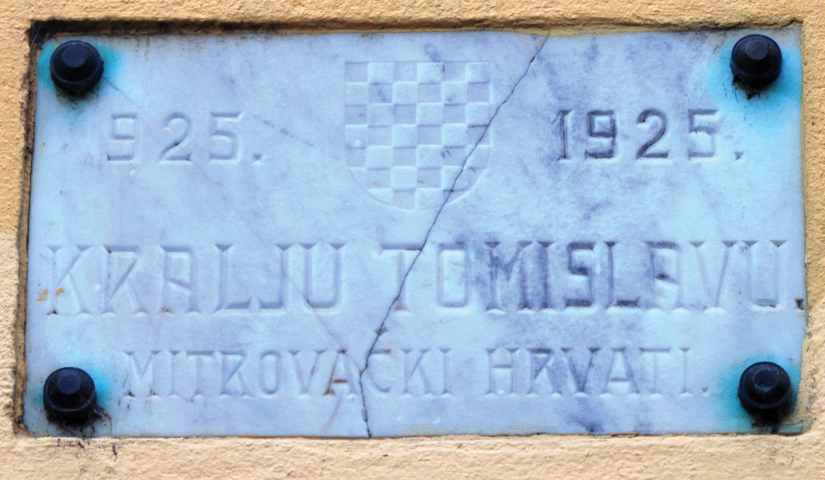 925. 1925.
KRALJU TOMISLAVU.
MITROVAČKI HRVATI.